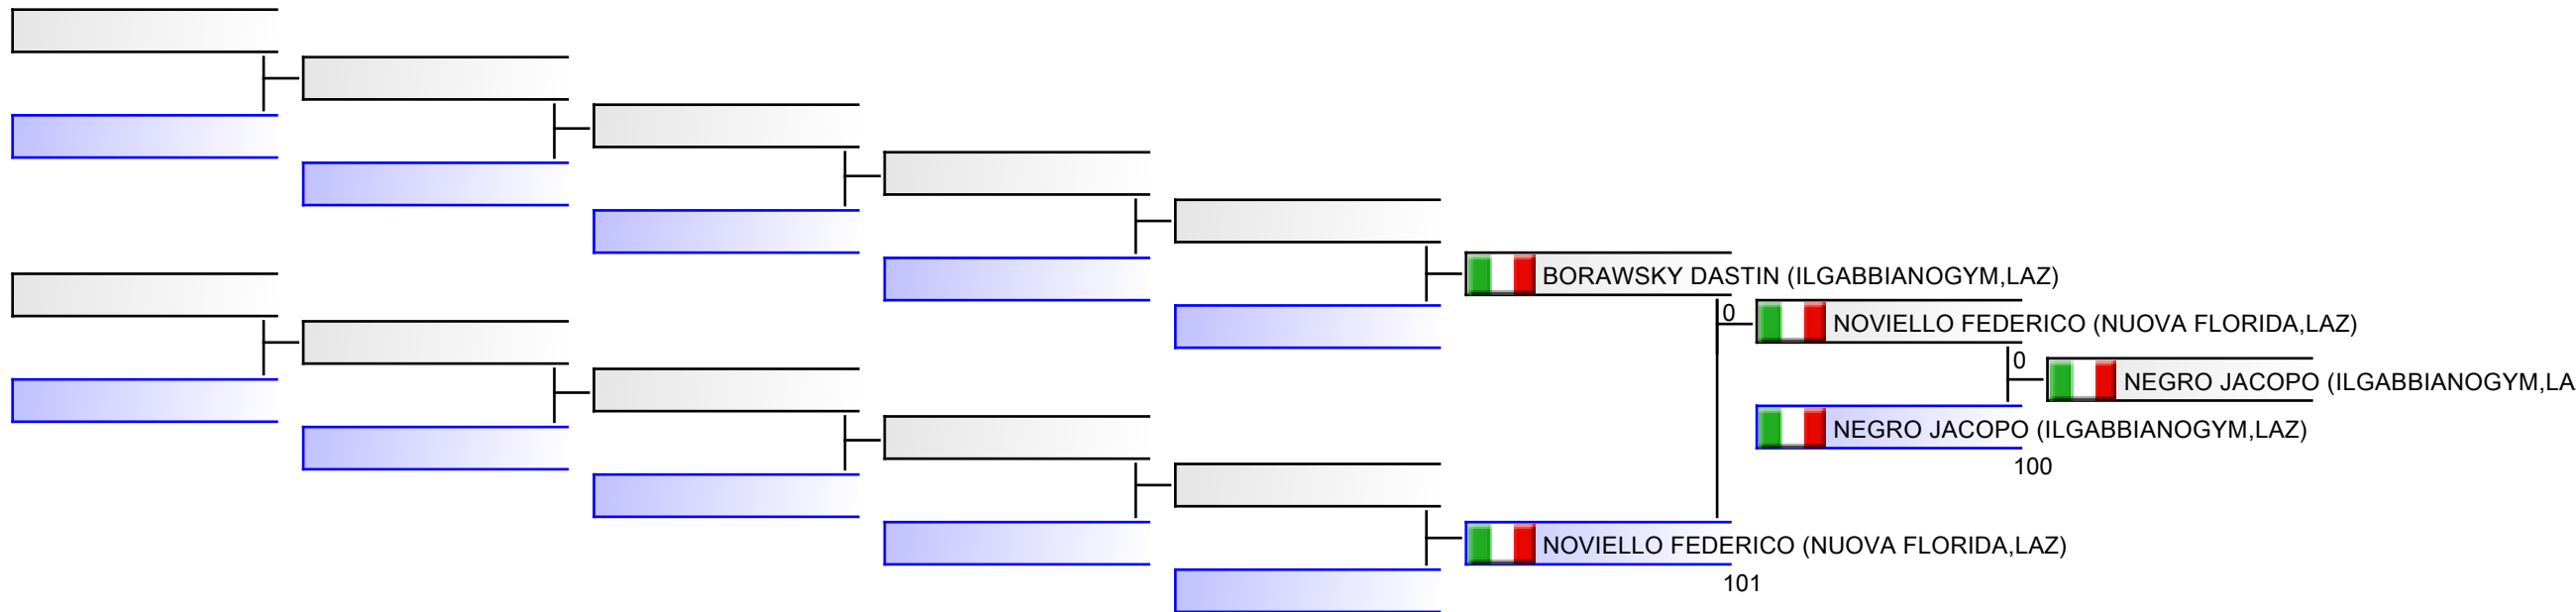 BORAWSKY DASTIN (ILGABBIANOGYM,LAZ)
0
NOVIELLO FEDERICO (NUOVA FLORIDA,LAZ)
0
NEGRO JACOPO (ILGABBIANOGYM,LA
NEGRO JACOPO (ILGABBIANOGYM,LAZ)
100
NOVIELLO FEDERICO (NUOVA FLORIDA,LAZ)
101